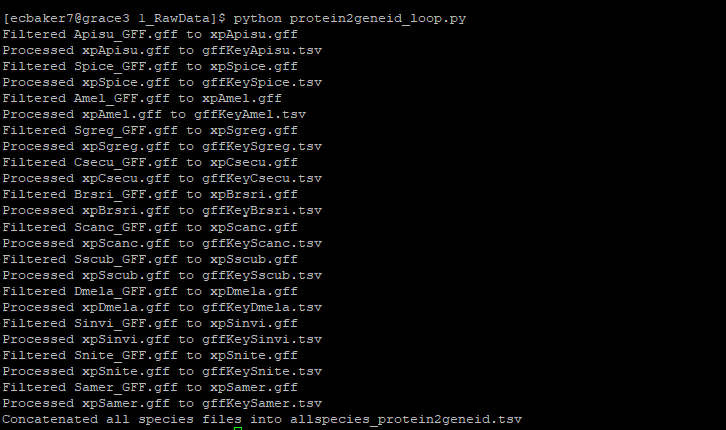 [ecbaker7@grace3 1_RawData]$ python protein2geneid_loop.py
Filtered Apisu_GFF.gff to xpApisu.gff
Processed xpApisu.gff to gffKeyApisu.tsv
Filtered Spice_GFF.gff to xpSpice.gff
Processed xpSpice.gff to gffKeySpice.tsv
Filtered Amel_GFF.gff to xpAmel.gff
Processed xpAmel.gff to gffKeyAmel.tsv
Filtered Sgreg_GFF.gff to xpSgreg.gff
Processed xpSgreg.gff to gffKeySgreg.tsv
Filtered Csecu_GFF.gff to xpCsecu.gff
Processed xpCsecu.gff to gffKeyCsecu.tsv
Filtered Brsri_GFF.gff to xpBrsri.gff
Processed xpBrsri.gff to gffKeyBrsri.tsv
Filtered Scanc_GFF.gff to xpScanc.gff
Processed xpScanc.gff to gffKeyScanc.tsv
Filtered Sscub_GFF.gff to xpSscub.gff
Processed xpSscub.gff to gffKeySscub.tsv
Filtered Dmela_GFF.gff to xpDmela.gff
Processed xpDmela.gff to gffKeyDmela.tsv
Filtered Sinvi_GFF.gff to xpSinvi.gff
Processed xpSinvi.gff to gffKeySinvi.tsv
Filtered Snite_GFF.gff to xpSnite.gff
Processed xpSnite.gff to gffKeySnite.tsv
Filtered Samer_GFF.gff to xpSamer.gff
Processed xpSamer.gff to gffKeySamer.tsv
Concatenated all species files into allspecies_protein2geneid.tsv